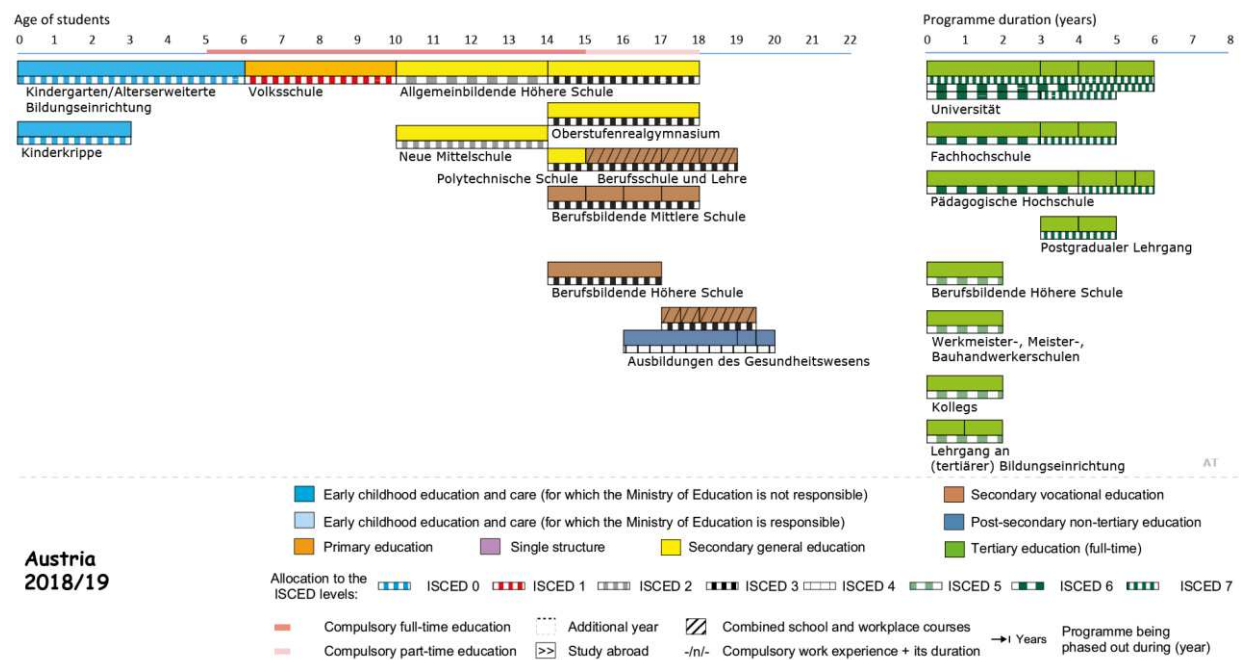 Age of students
Programme duration (years)
0 1 2 3 4 5 6 7 8 9 10 11 12 13 14 15 16 17 18 19 20 22
0 1 2 3 4 5 6 8
Kindergarten/Alterserweiterte
Bildungseinrichtung
Volksschule
Allgemeinbildende Höhere Schule
Universität
Oberstufenrealgymnasium
Kinderkrippe
Neue Mittelschule
Fachhochschule
Polytechnische Schule
Berufsschule und Lehre
Pädagogische Hochschule
Berufsbildende Mittlere Schule
Postgradualer Lehrgang
Berufsbildende Höhere Schule
Berufsbildende Höhere Schule
Ausbildungen des Gesundheitswesens
Werkmeister-, Meister-,
Bauhandwerkerschulen
Kollegs
Lehrgang an
(tertiärer) Bildungseinrichtung
AT
Early childhood education and care (for which the Ministry of Education is not responsible)
Secondary vocational education
Early childhood education and care (for which the Ministry of Education is responsible)
Post-secondary non-tertiary education
Primary education
Single structure
Secondary general education
Tertiary education (full-time)
Austria
2018/19
Allocation to the
ISCED levels:
ISCED 0
ISCED 1
ISCED 2
ISCED 3
ISCED 4
ISCED 5
ISCED 6
ISCED 7
Compulsory full-time education
Additional year
Combined school and workplace courses
Years
Programme being
phased out during (year)
Compulsory part-time education
>> Study abroad
-/n/- Compulsory work experience + its duration